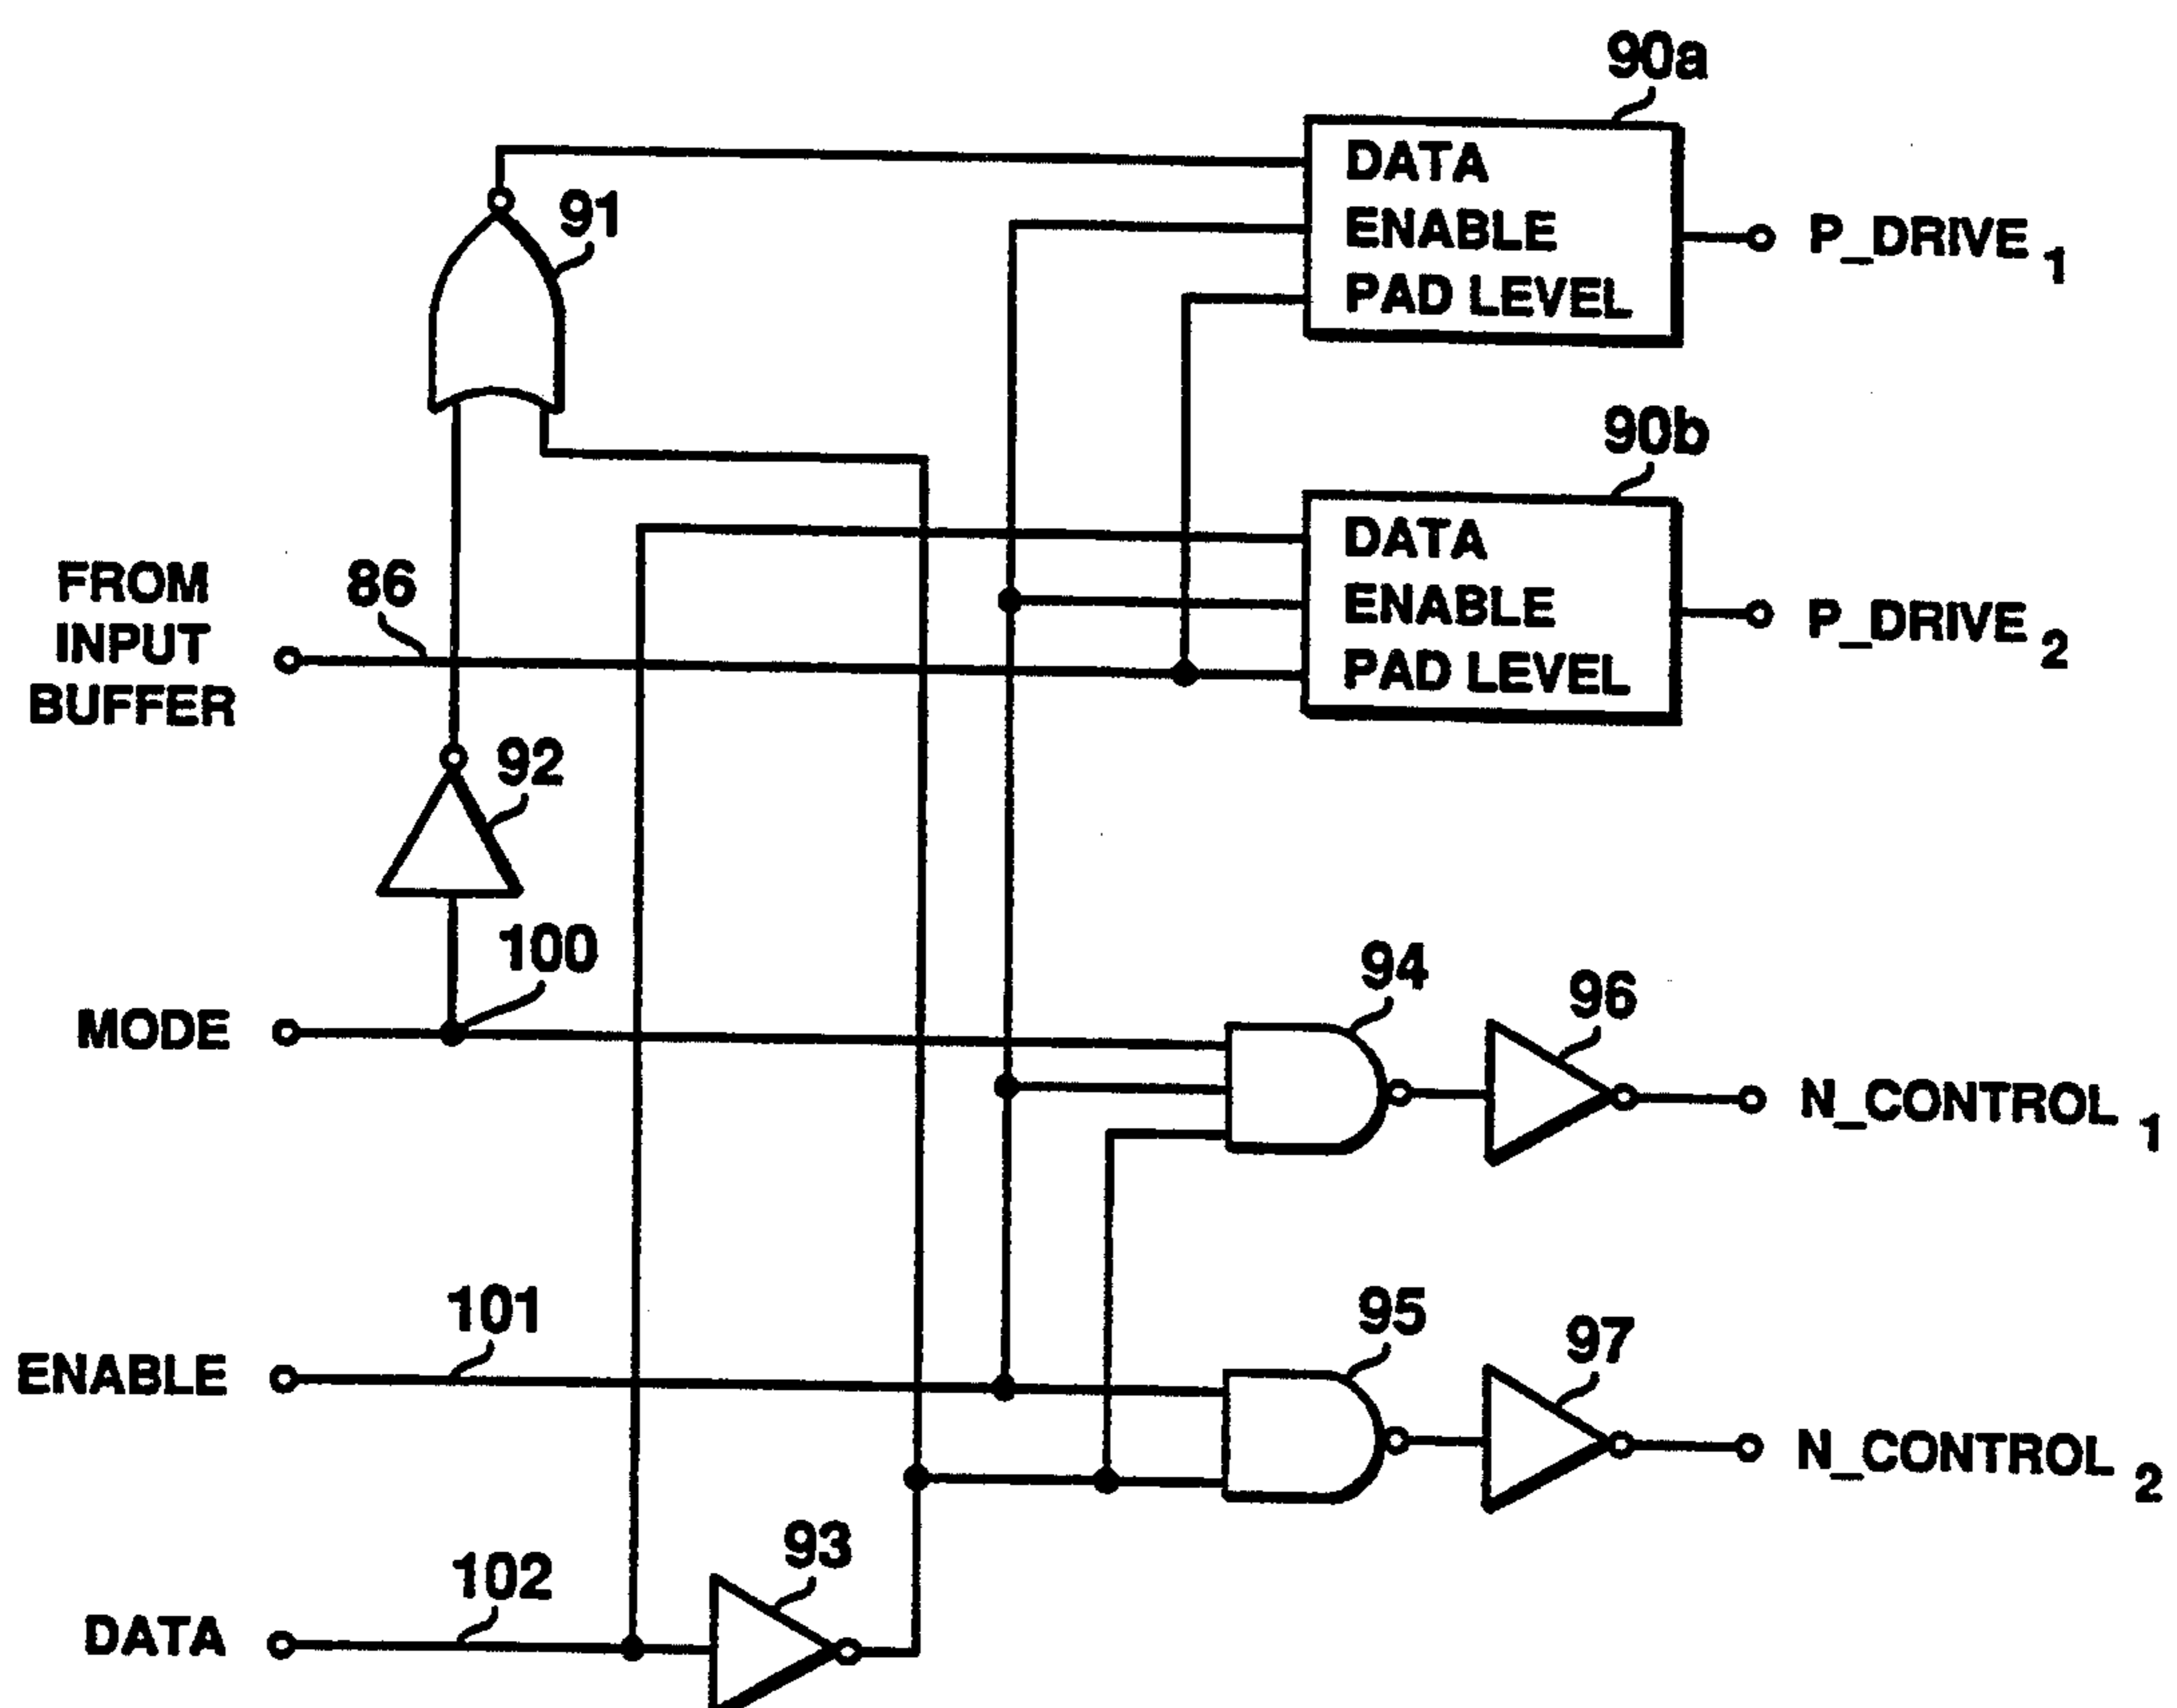 90a
DATA
ENABLE
PAD LEVEL
P_DRIVE 1
91
90b
DATA
ENABLE
PAD LEVEL
P_DRIVE 2
FROM
INPUT
BUFFER
86
92
100
MODE
94
96
N_CONTROL 1
101
ENABLE
95
97
N_CONTROL 2
102
93
DATA